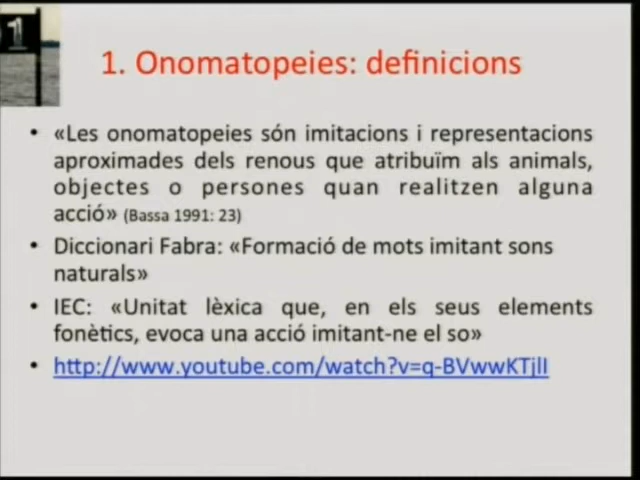 01
1. Onomatopeies: definicions
• «Les onomatopeies són imitacions i representacions
aproximades dels renous que atribuïm als animals,
objectes o persones quan realitzen alguna
acció» (Bassa 1991: 23)
• Diccionari Fabra: «Formació de mots imitant sons
naturals»
• IEC: «Unitat lèxica que, en els seus elements
fonètics, evoca una acció imitant-ne el so»
• http://www.youtube.com/watch?v=q-BVwwKTjlI